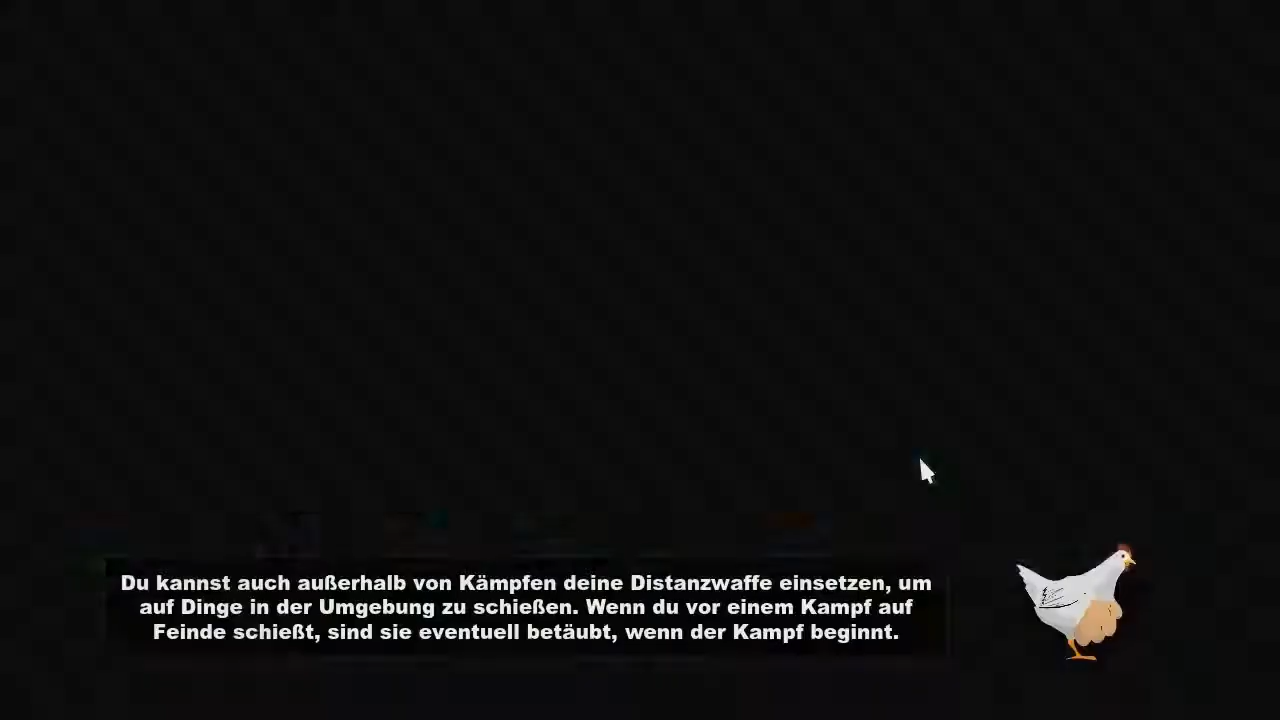 Du kannst auch außerhalb von Kämpfen deine Distanzwaffe einsetzen, um
auf Dinge in der Umgebung zu schießen. Wenn du vor einem Kampf auf
Feinde schießt, sind sie eventuell betäubt, wenn der Kampf beginnt.